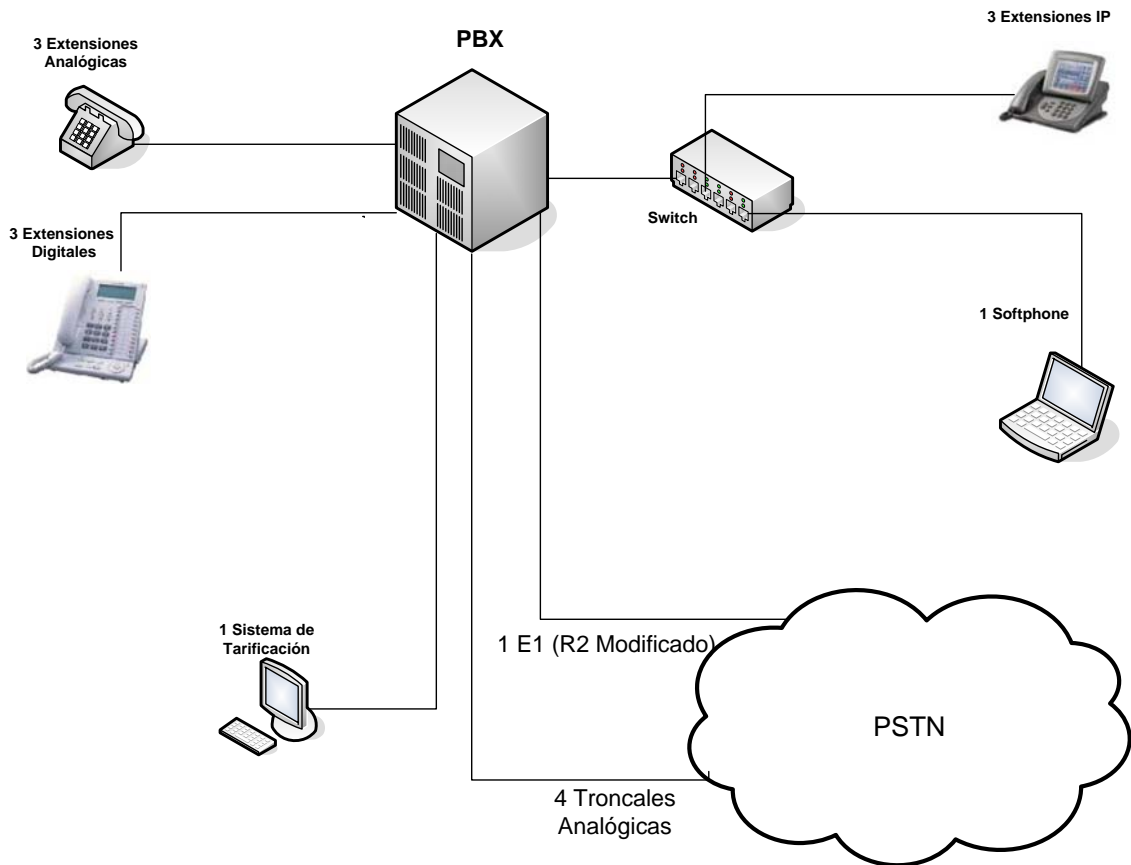 3 Extensiones IP
PBX
3 Extensiones
Analógicas
Switch
3 Extensiones
Digitales
1 Softphone
1 Sistema de
Tarificación
1 E1 (R2 Modificado)
PSTN
4 Troncales
Analógicas